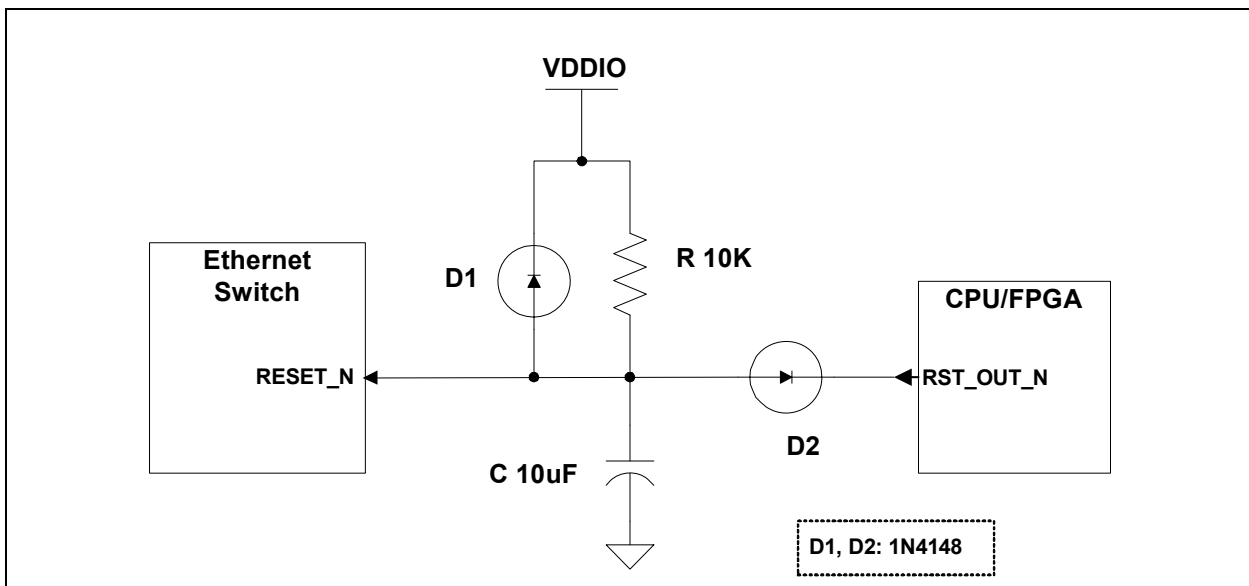 VDDIO
Ethernet
Switch
D1
R 10K
CPU/FPGA
RESET_N
RST_OUT_N
D2
C 10uF
D1, D2: 1N4148